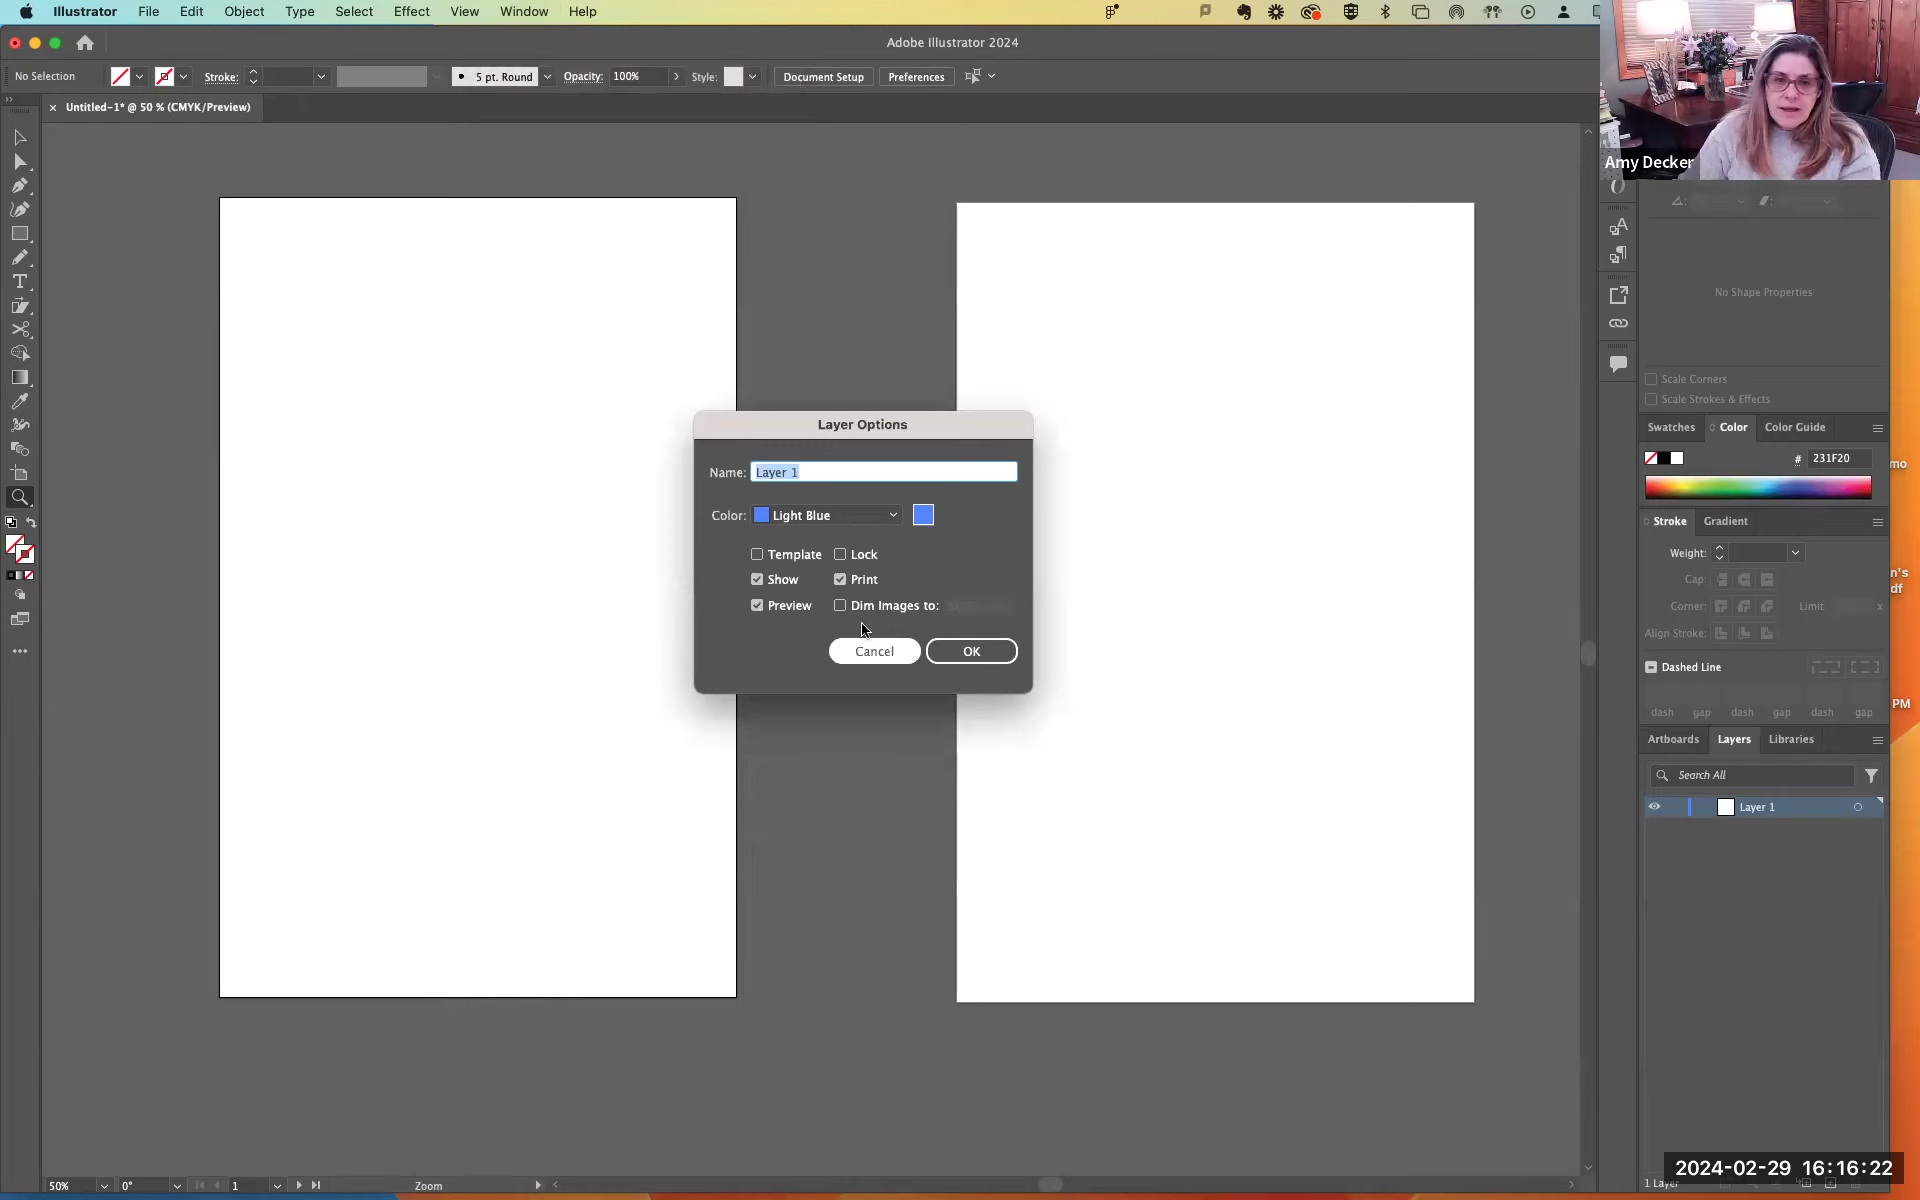 Illustrator File Edit Object Type Select Effect View Window Help
Adobe Illustrator 2024
No Selection Stroke: 5 pt. Round Opacity: 100% Style: Document Setup Preferences
× Untitled-1* @ 50 % (CMYK/Preview)
Amy Decker
No Shape Properties
Scale Corners
Scale Strokes & Effects
Swatches Color Color Guide
# 231F20
Stroke Gradient
Weight:
Cap:
Corner: Limit: x
Align Stroke:
Dashed Line
dash gap dash gap dash gap
Artboards Layers Libraries
Search All
Layer 1
Layer Options
Name: Layer 1
Color: Light Blue
Template Lock
Show Print
Preview Dim Images to:
Cancel OK
mo
n's
df
PM
2024-02-29 16:16:22
1 Layer
50% 0° 1 Zoom